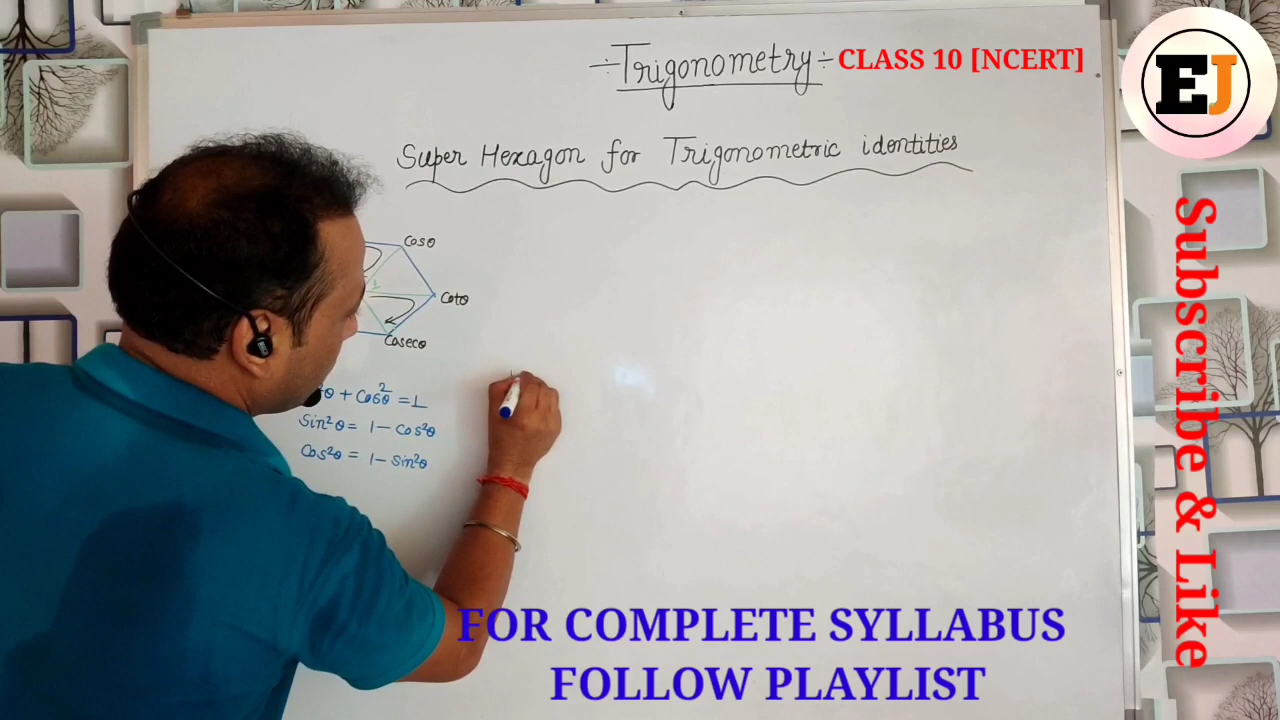 ÷ Trigonometry ÷ CLASS 10 [NCERT]
EJ
Super Hexagon for Trigonometric identities
Cosθ
1
Cotθ
Cosecθ
θ + Cos²θ = 1
Sin²θ = 1 - Cos²θ
Cos²θ = 1 - Sin²θ
Subscribe & Like
FOR COMPLETE SYLLABUS
FOLLOW PLAYLIST